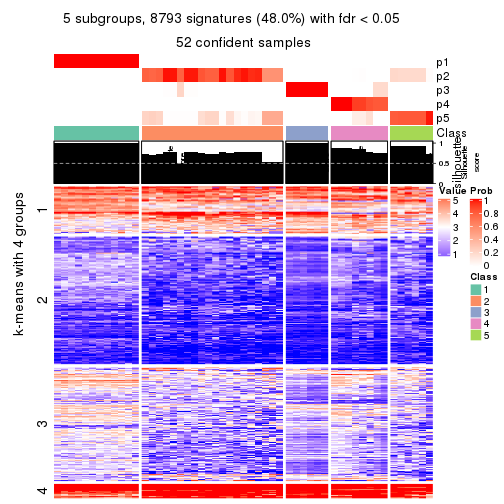 5 subgroups, 8793 signatures (48.0%) with fdr < 0.05
52 confident samples
p1
p2
p3
p4
p5
Class
1
0.5
0
silhouette
Silhouette
score
k-means with 4 groups
1
2
3
4
Value
5
4
3
2
1
Prob
1
0.8
0.6
0.4
0.2
0
Class
1
2
3
4
5